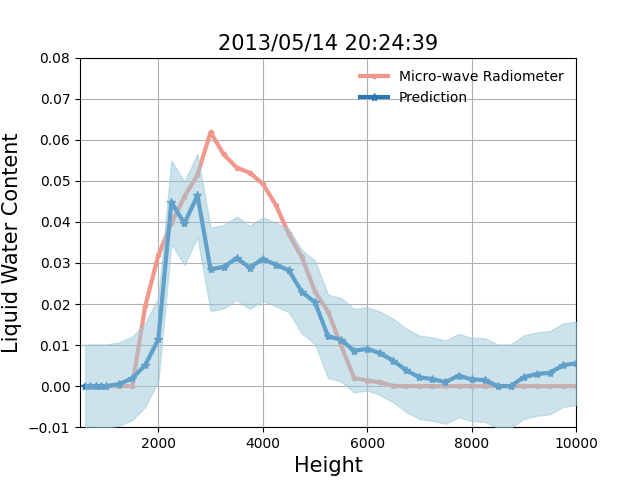 2013/05/14 20:24:39
Liquid Water Content
0.08
0.07
0.06
0.05
0.04
0.03
0.02
0.01
0.00
−0.01
Micro-wave Radiometer
Prediction
2000 4000 6000 8000 10000
Height